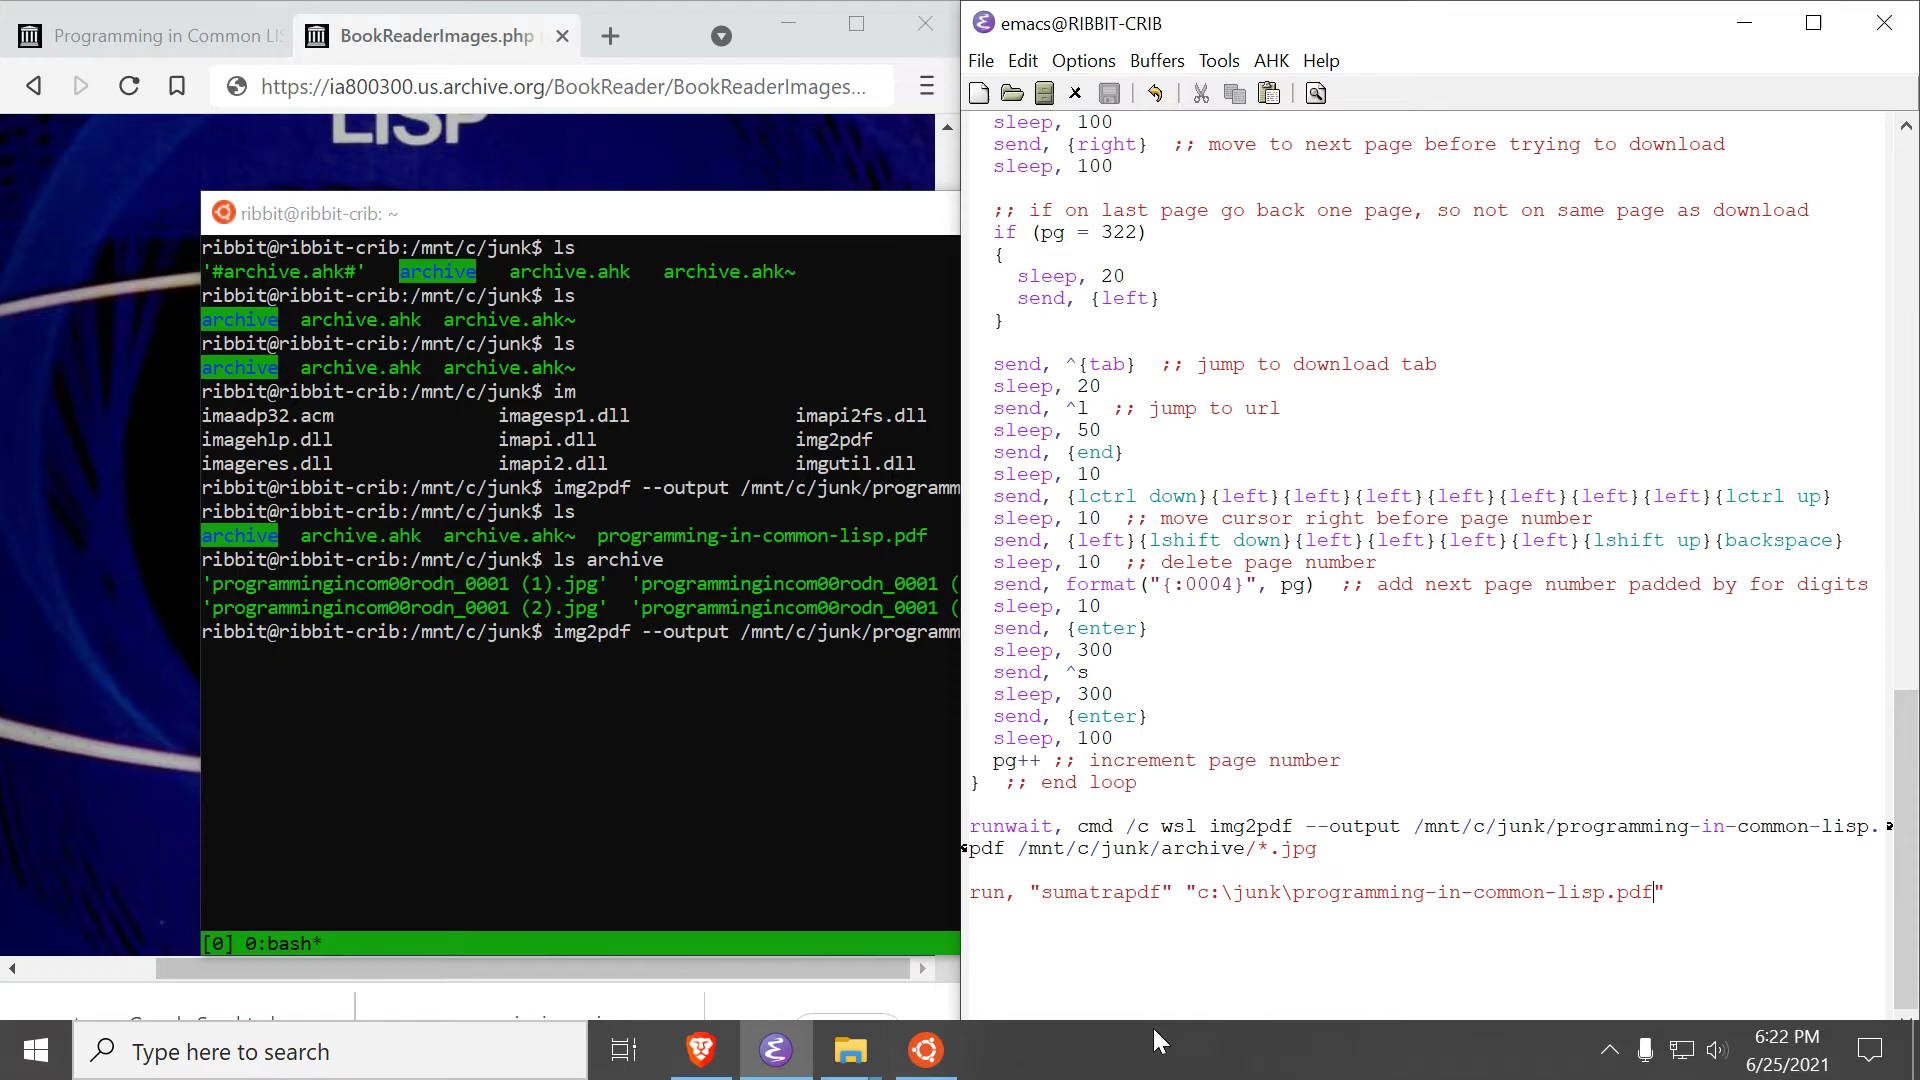 Programming in Common LIS
BookReaderImages.php
https://ia800300.us.archive.org/BookReader/BookReaderImages...
LISP
ribbit@ribbit-crib: ~
ribbit@ribbit-crib:/mnt/c/junk$ ls
'#archive.ahk#' archive archive.ahk archive.ahk~
ribbit@ribbit-crib:/mnt/c/junk$ ls
archive archive.ahk archive.ahk~
ribbit@ribbit-crib:/mnt/c/junk$ ls
archive archive.ahk archive.ahk~
ribbit@ribbit-crib:/mnt/c/junk$ im
imaadp32.acm imagesp1.dll imapi2fs.dll
imagehlp.dll imapi.dll img2pdf
imageres.dll imapi2.dll imgutil.dll
ribbit@ribbit-crib:/mnt/c/junk$ img2pdf --output /mnt/c/junk/programm
ribbit@ribbit-crib:/mnt/c/junk$ ls
archive archive.ahk archive.ahk~ programming-in-common-lisp.pdf
ribbit@ribbit-crib:/mnt/c/junk$ ls archive
'programmingincom00rodn_0001 (1).jpg' 'programmingincom00rodn_0001 (
'programmingincom00rodn_0001 (2).jpg' 'programmingincom00rodn_0001 (
ribbit@ribbit-crib:/mnt/c/junk$ img2pdf --output /mnt/c/junk/programm
[0] 0:bash*
emacs@RIBBIT-CRIB
File Edit Options Buffers Tools AHK Help
sleep, 100
send, {right} ;; move to next page before trying to download
sleep, 100
;; if on last page go back one page, so not on same page as download
if (pg = 322)
{
sleep, 20
send, {left}
}
send, ^{tab} ;; jump to download tab
sleep, 20
send, ^l ;; jump to url
sleep, 50
send, {end}
sleep, 10
send, {lctrl down}{left}{left}{left}{left}{left}{left}{left}{lctrl up}
sleep, 10 ;; move cursor right before page number
send, {left}{lshift down}{left}{left}{left}{left}{lshift up}{backspace}
sleep, 10 ;; delete page number
send, format("{:0004}", pg) ;; add next page number padded by for digits
sleep, 10
send, {enter}
sleep, 300
send, ^s
sleep, 300
send, {enter}
sleep, 100
pg++ ;; increment page number
} ;; end loop
runwait, cmd /c wsl img2pdf --output /mnt/c/junk/programming-in-common-lisp.
pdf /mnt/c/junk/archive/*.jpg
run, "sumatrapdf" "c:\junk\programming-in-common-lisp.pdf"
Type here to search
6:22 PM
6/25/2021